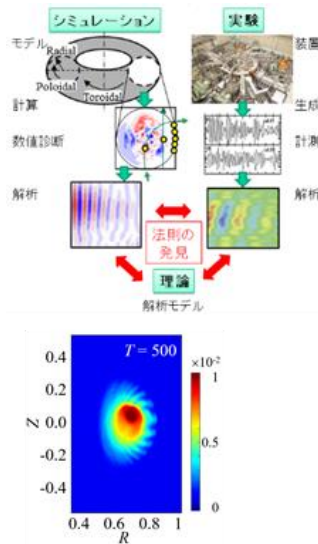 シミュレーション
実験
モデル
装置
Radial
Poloidal
Toroidal
計算
生成
数値診断
計測
解析
解析
法則の
発見
理論
解析モデル
T = 500
×10-2
0.4
1
0.2
Z
0.0
0.5
-0.2
-0.4
0
0.4 0.6 0.8 1
R